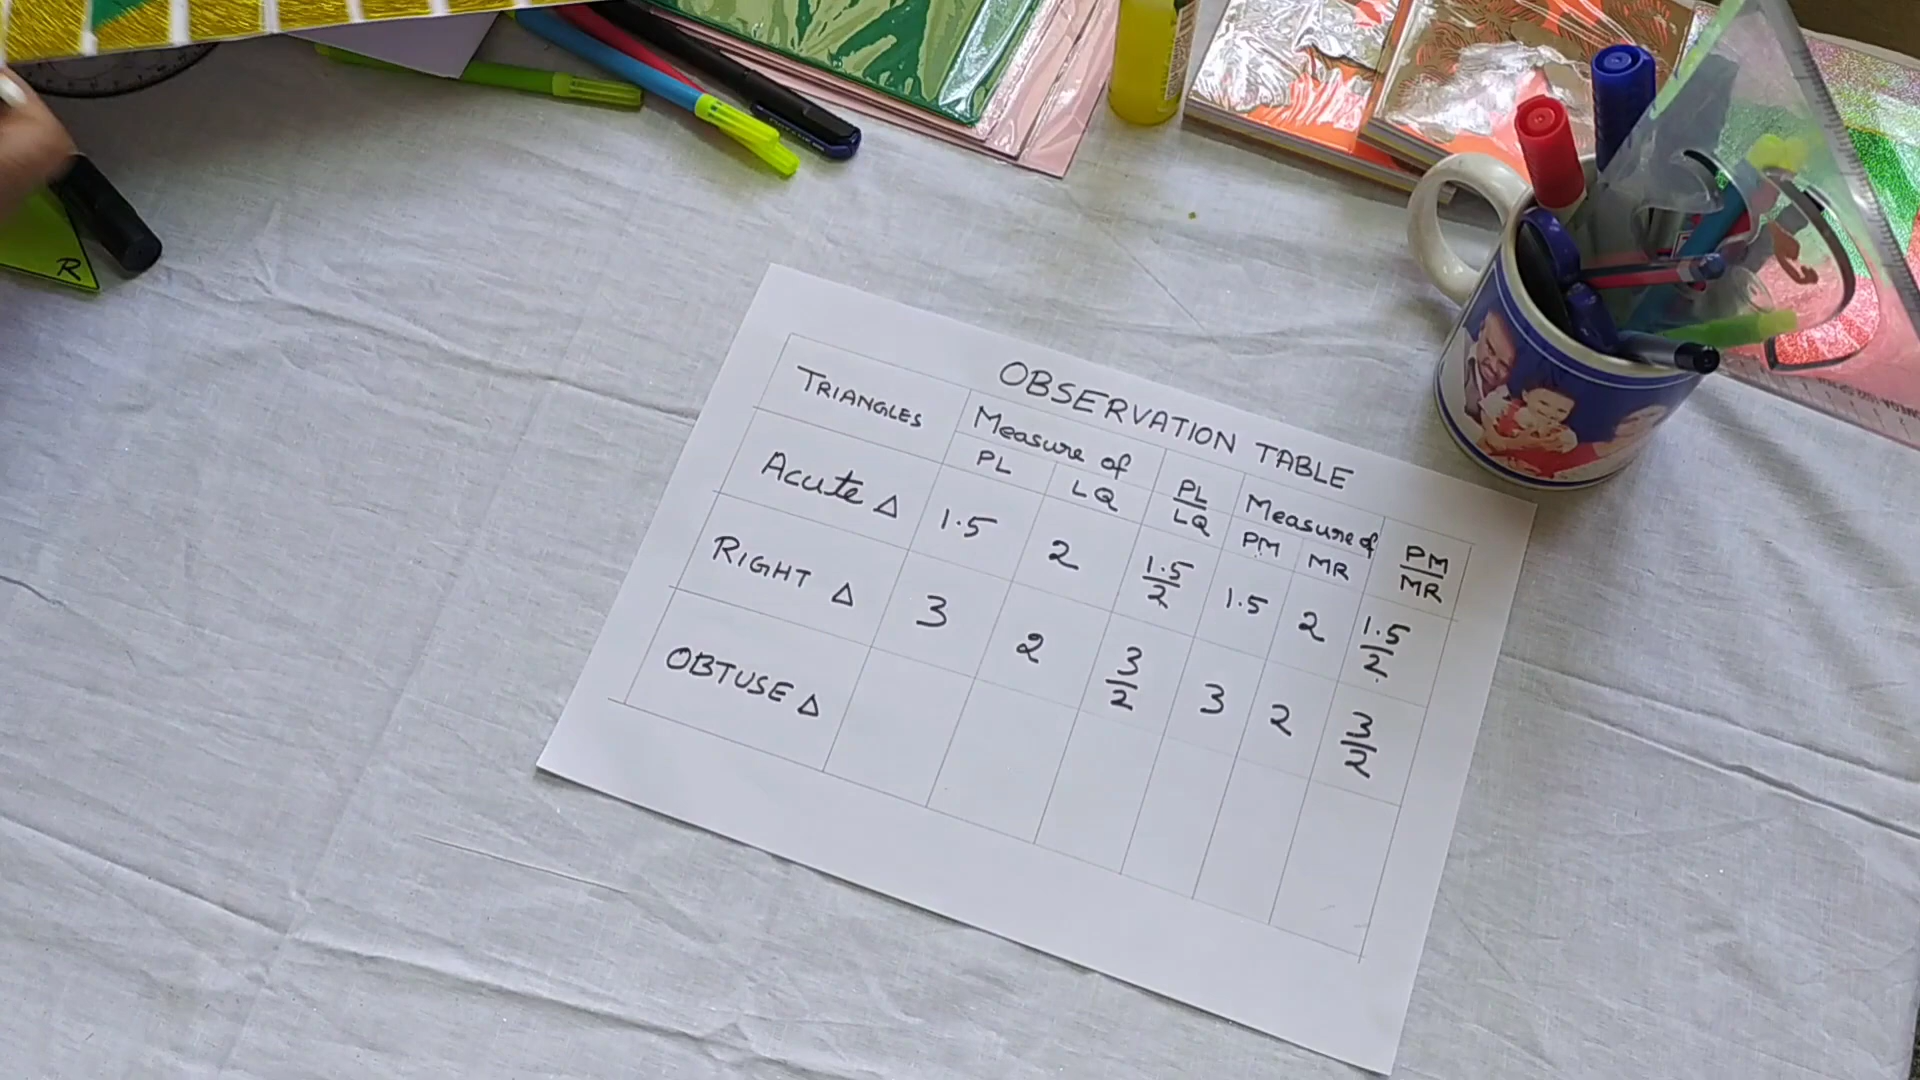 OBSERVATION TABLE
TRIANGLES Measure of PL/LQ Measure of PM/MR
PL LQ PM MR
Acute △ 1.5 2 1.5/2 1.5 2 1.5/2
RIGHT △ 3 2 3/2 3 2 3/2
OBTUSE △
R